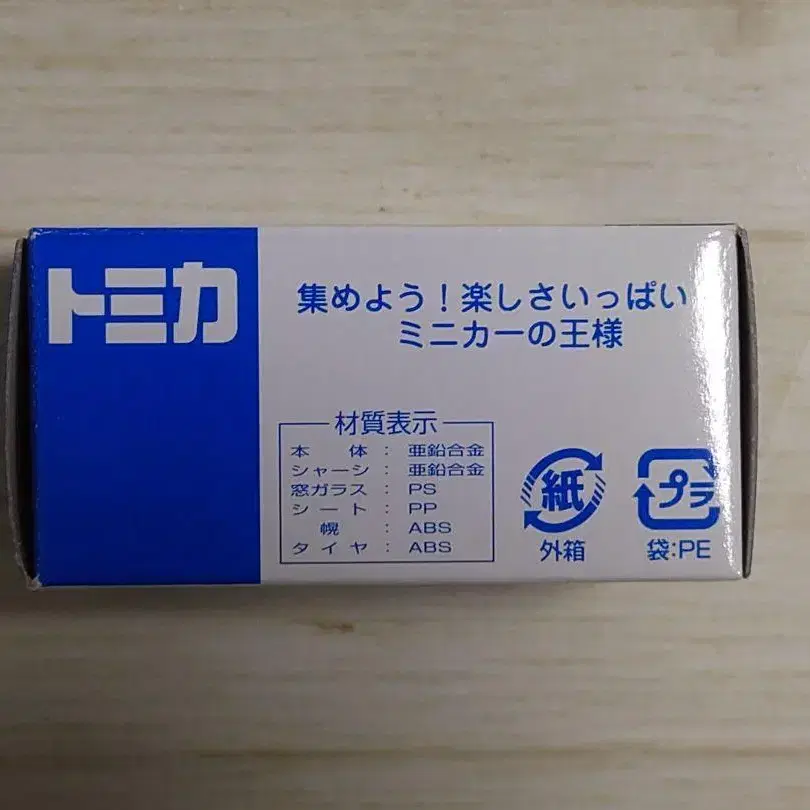 トミカ
集めよう！楽しさいっぱい
ミニカーの王様
材質表示
本体：亜鉛合金
シャーシ：亜鉛合金
窓ガラス：PS
シート：PP
幌：ABS
タイヤ：ABS
紙
外箱
プラ
袋:PE